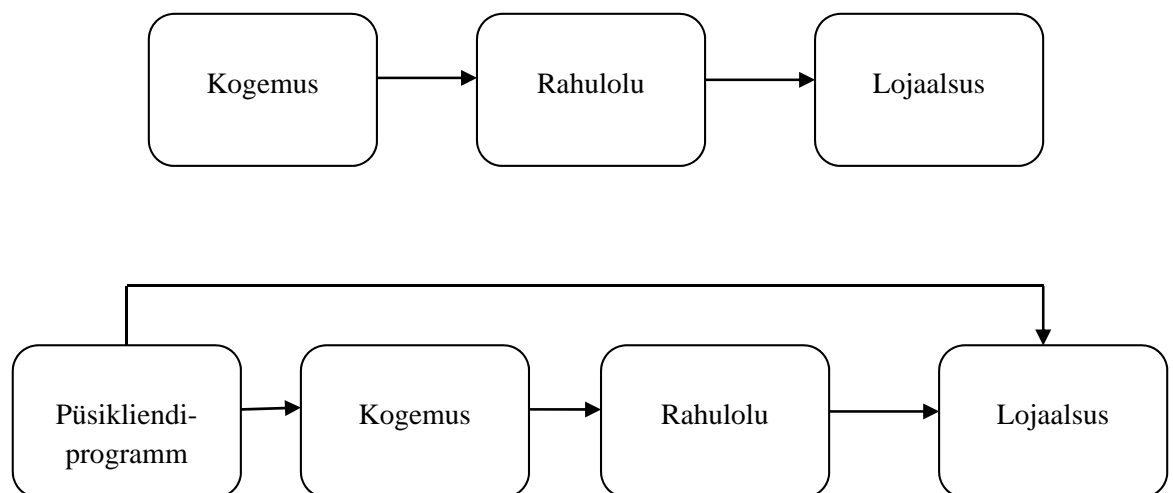 Kogemus
Rahulolu
Lojaalsus
Püsikliendi-
programm
Kogemus
Rahulolu
Lojaalsus